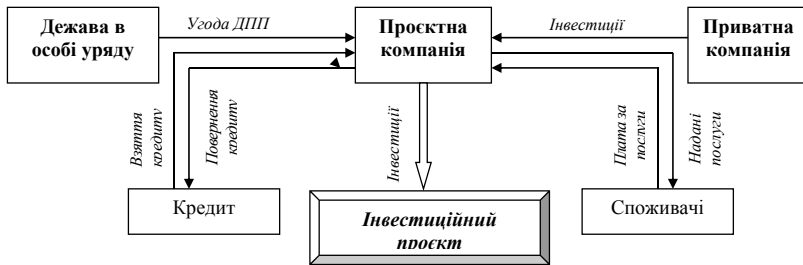 Дежава в
особі уряду
Угода ДПП
Проєктна
компанія
Інвестиції
Приватна
компанія
Взяття
кредиту
Повернення
кредиту
Інвестиції
Плата за
послуги
Надані
послуги
Кредит
Інвестиційний
проєкт
Споживачі